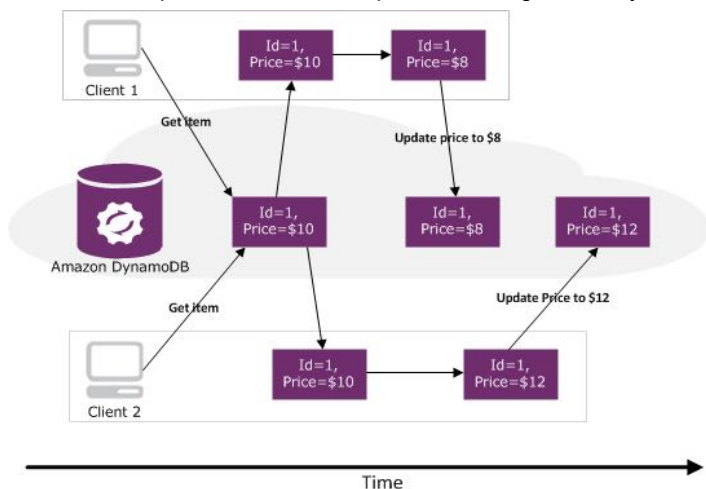 Id=1,
Price=$10
Id=1,
Price=$8
Client 1
Get item
Update price to $8
Id=1,
Price=$10
Id=1,
Price=$8
Id=1,
Price=$12
Amazon DynamoDB
Get item
Update Price to $12
Id=1,
Price=$10
Id=1,
Price=$12
Client 2
Time